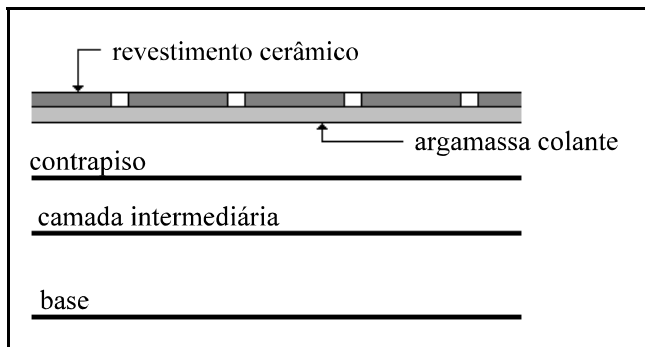 revestimento cerâmico
argamassa colante
contrapiso
camada intermediária
base